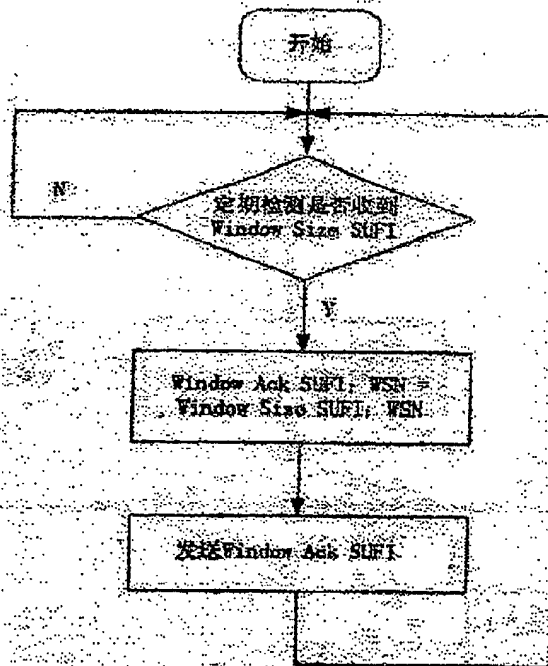 开始
N
定期检测是否收到
Window Size SUFI
Y
Window Ack SUFI: WSN =
Window Size SUFI: WSN
发送Window Ack SUFI